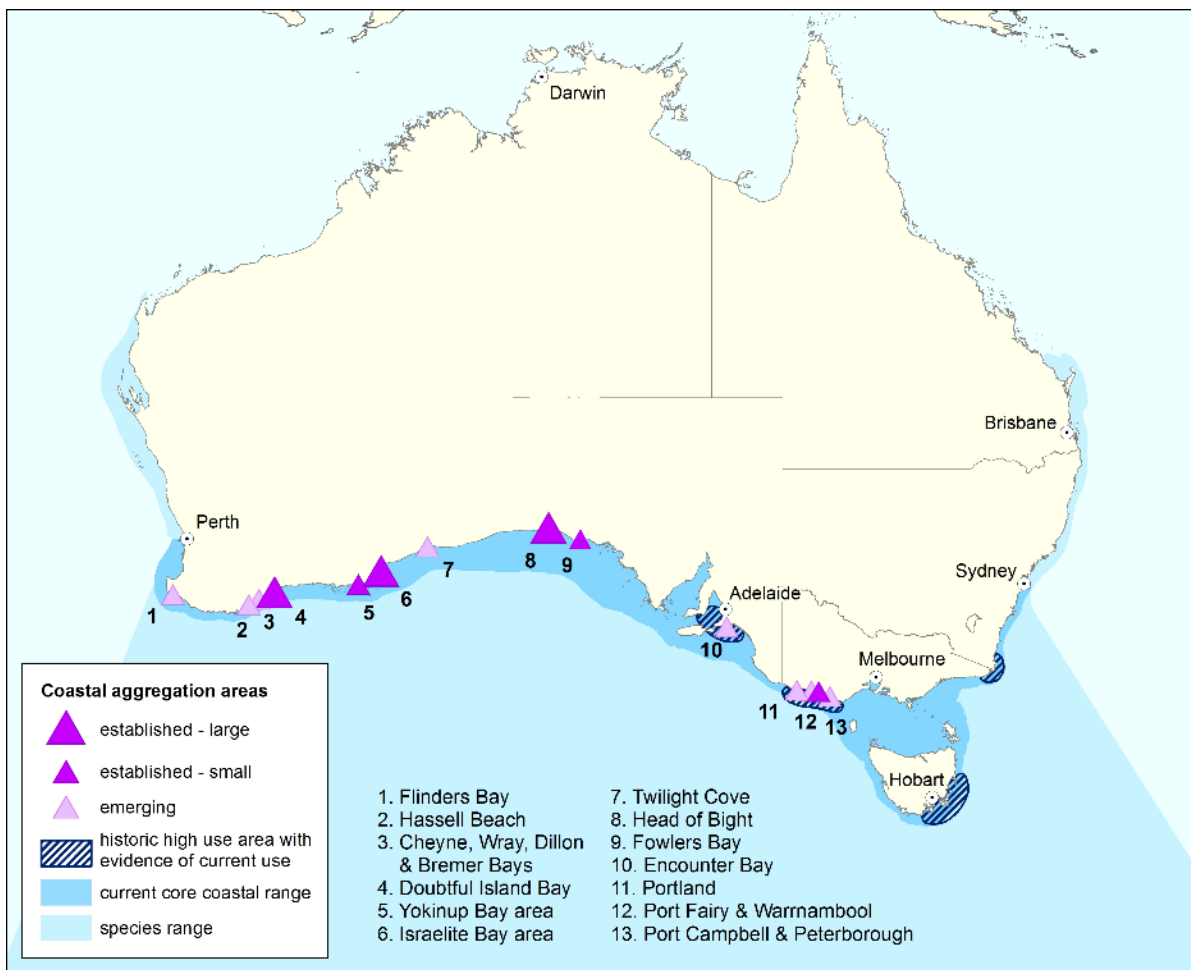 Darwin
Brisbane
Perth
Sydney
Adelaide
Melbourne
Hobart
1
2
3
4
5
6
7
8
9
10
11
12
13
Coastal aggregation areas
established - large
established - small
emerging
historic high use area with
evidence of current use
current core coastal range
species range
1. Flinders Bay
2. Hassell Beach
3. Cheyne, Wray, Dillon
& Bremer Bays
4. Doubtful Island Bay
5. Yokinup Bay area
6. Israelite Bay area
7. Twilight Cove
8. Head of Bight
9. Fowlers Bay
10. Encounter Bay
11. Portland
12. Port Fairy & Warrnambool
13. Port Campbell & Peterborough